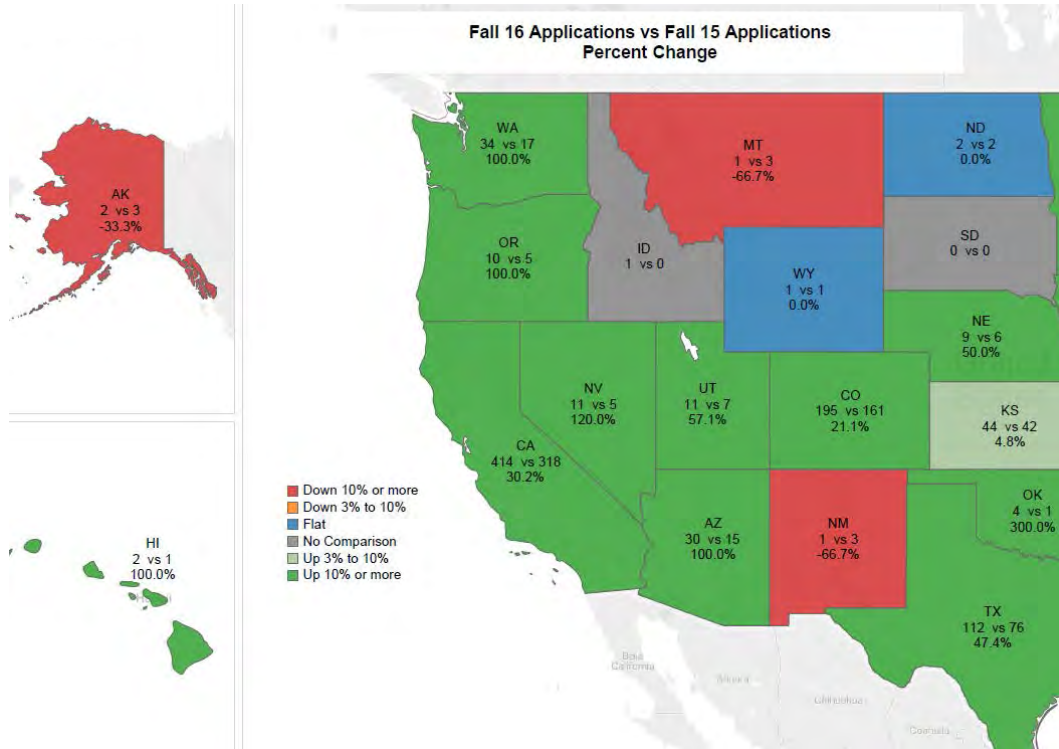 Fall 16 Applications vs Fall 15 Applications
Percent Change
AK
2 vs 3
-33.3%
HI
2 vs 1
100.0%
WA
34 vs 17
100.0%
OR
10 vs 5
100.0%
ID
1 vs 0
MT
1 vs 3
-66.7%
ND
2 vs 2
0.0%
SD
0 vs 0
WY
1 vs 1
0.0%
NE
9 vs 6
50.0%
NV
11 vs 5
120.0%
UT
11 vs 7
57.1%
CO
195 vs 161
21.1%
KS
44 vs 42
4.8%
CA
414 vs 318
30.2%
AZ
30 vs 15
100.0%
NM
1 vs 3
-66.7%
OK
4 vs 1
300.0%
TX
112 vs 76
47.4%
Down 10% or more
Down 3% to 10%
Flat
No Comparison
Up 3% to 10%
Up 10% or more
Baja
California
Chihuahua
Coahuila